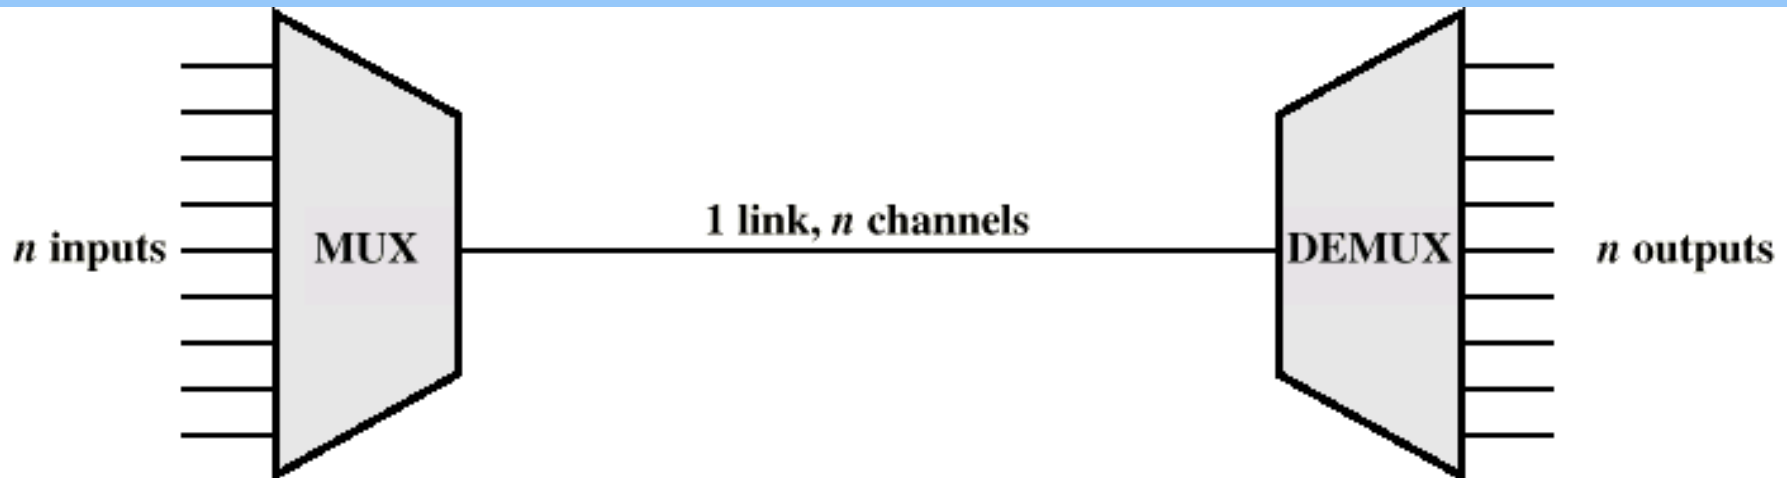 1 link, n channels
n inputs
MUX
DEMUX
n outputs